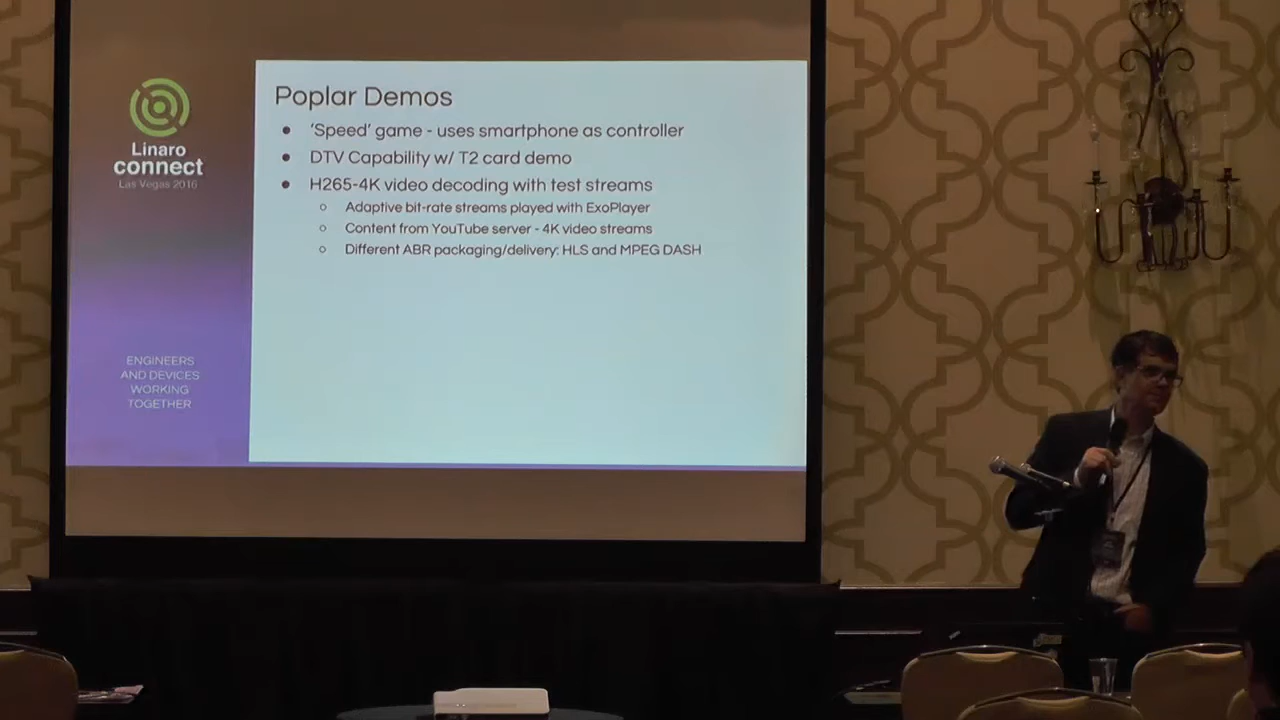 Linaro
connect
Las Vegas 2016
ENGINEERS
AND DEVICES
WORKING
TOGETHER
Poplar Demos
● 'Speed' game - uses smartphone as controller
● DTV Capability w/ T2 card demo
● H265-4K video decoding with test streams
○ Adaptive bit-rate streams played with ExoPlayer
○ Content from YouTube server - 4K video streams
○ Different ABR packaging/delivery: HLS and MPEG DASH